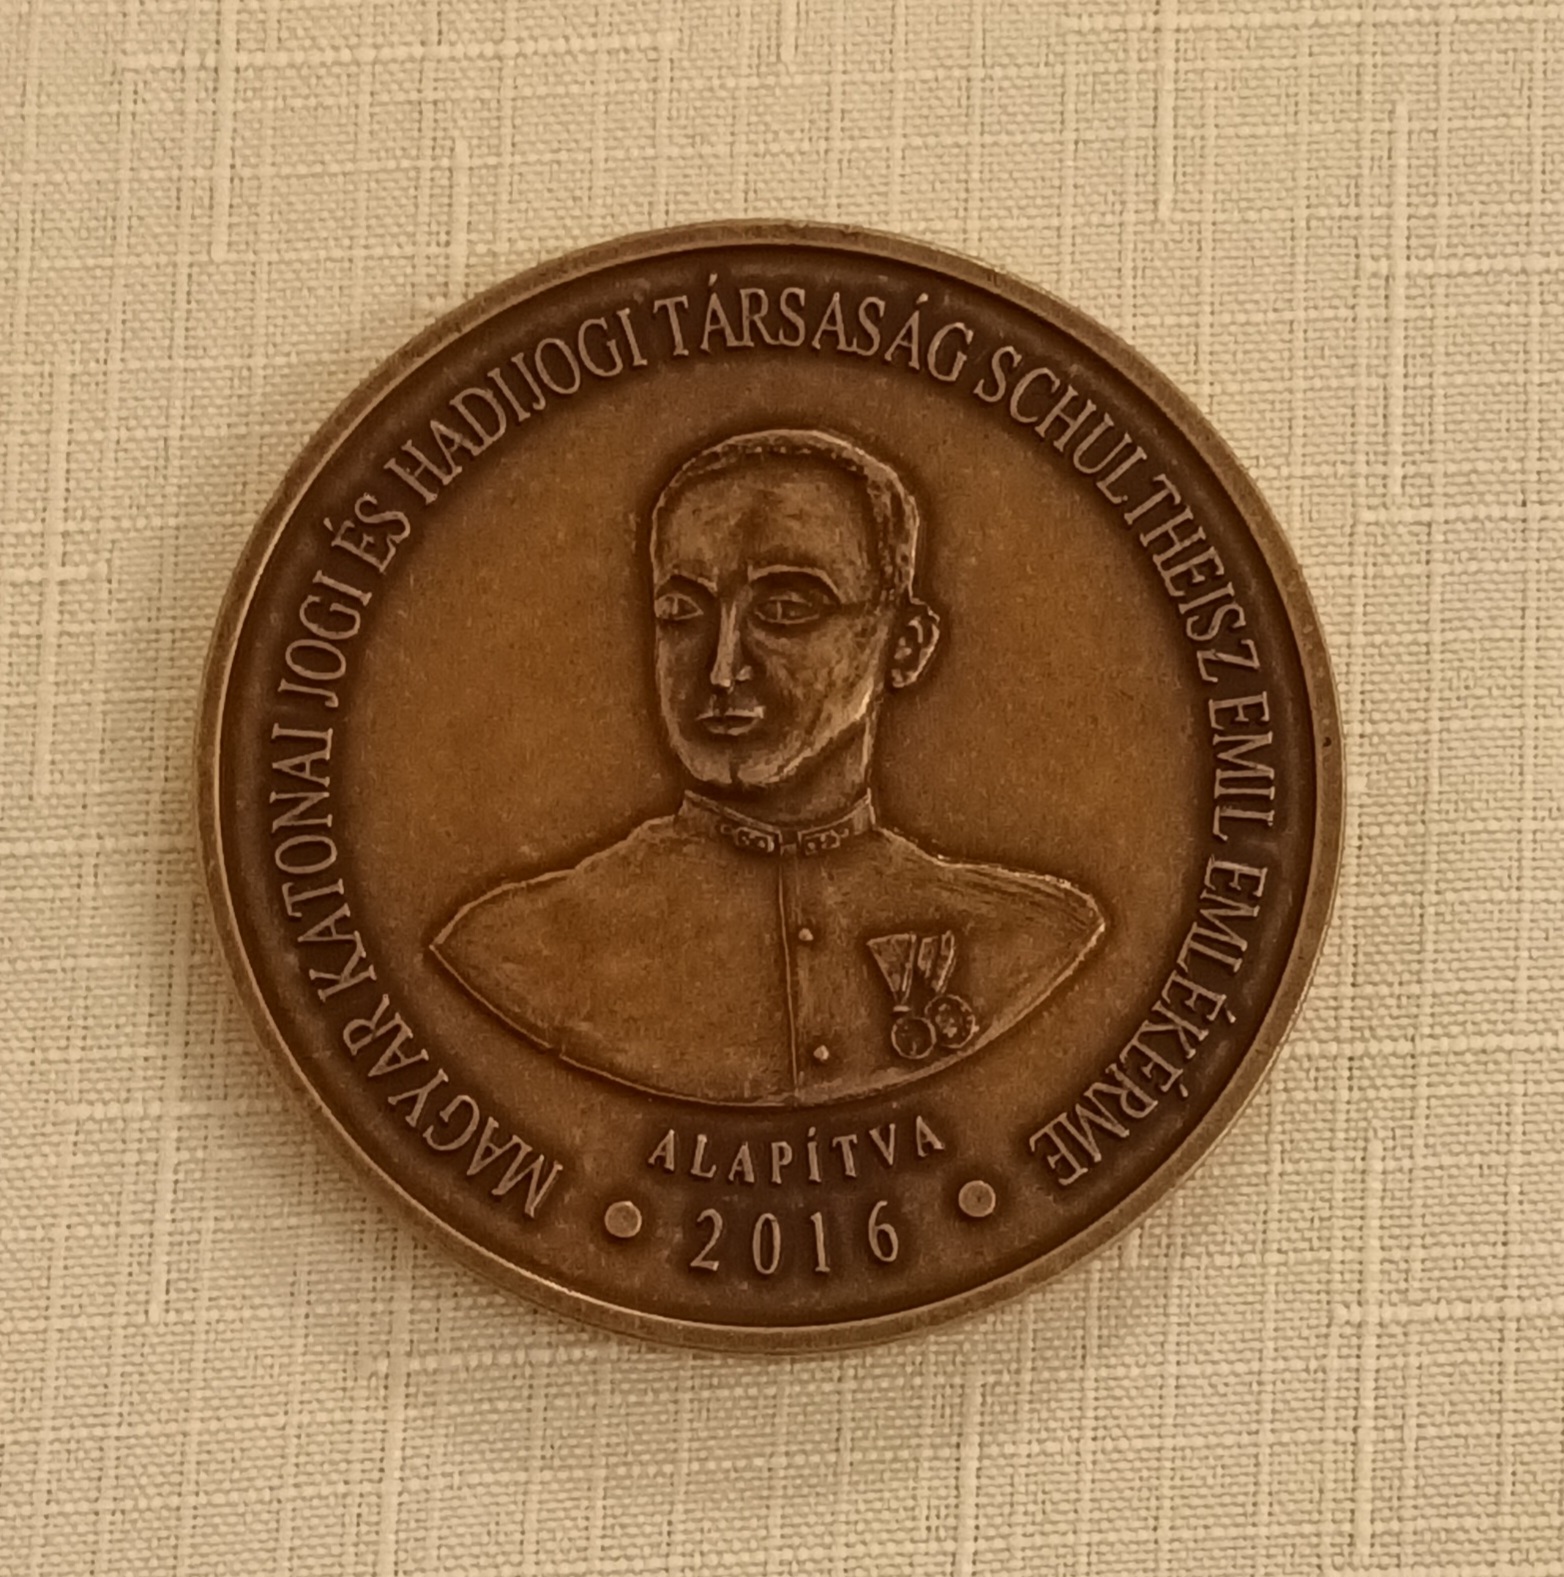 MAGYAR KATONAI JOGI ÉS HADIJOGI TÁRSASÁG SCHULTHEISZ EMIL EMLÉKÉRME
ALAPÍTVA
2016